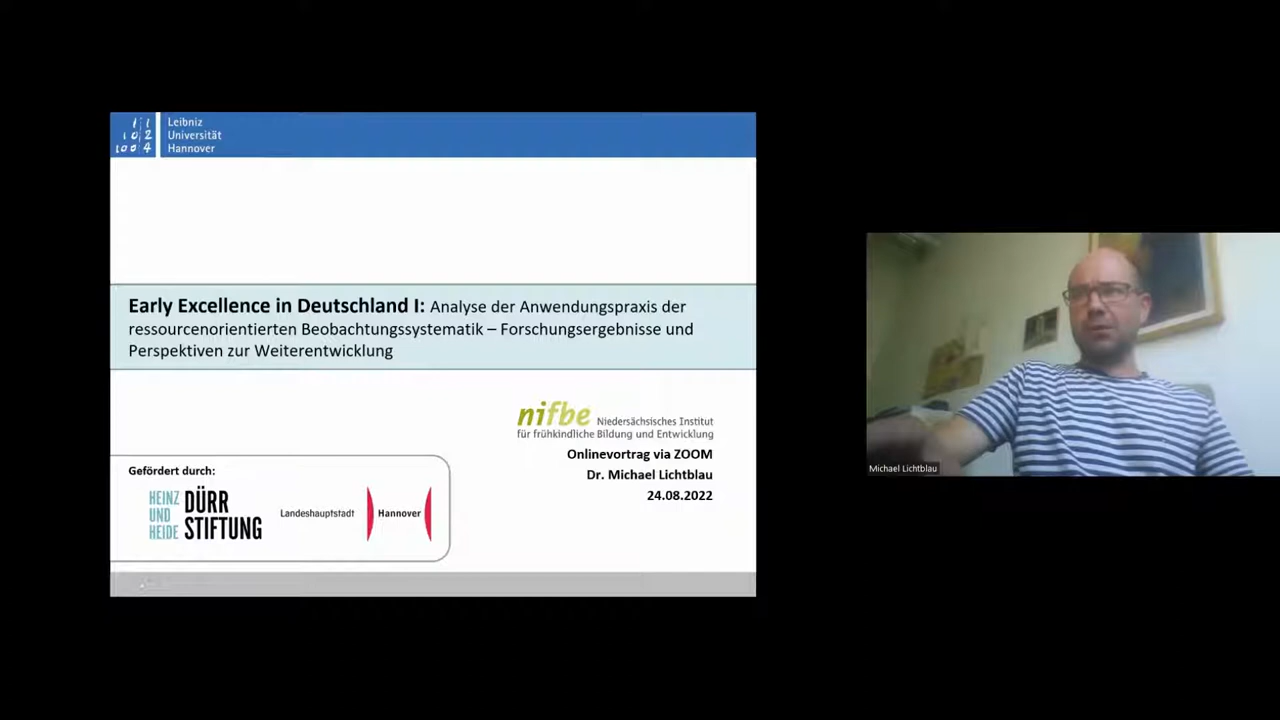 Leibniz
Universität
Hannover
Early Excellence in Deutschland I: Analyse der Anwendungspraxis der
ressourcenorientierten Beobachtungssystematik – Forschungsergebnisse und
Perspektiven zur Weiterentwicklung
nifbe Niedersächsisches Institut
für frühkindliche Bildung und Entwicklung
Onlinevortrag via ZOOM
Dr. Michael Lichtblau
24.08.2022
Gefördert durch:
HEINZ
UND
HEIDE
DÜRR
STIFTUNG
Landeshauptstadt
Hannover
Michael Lichtblau